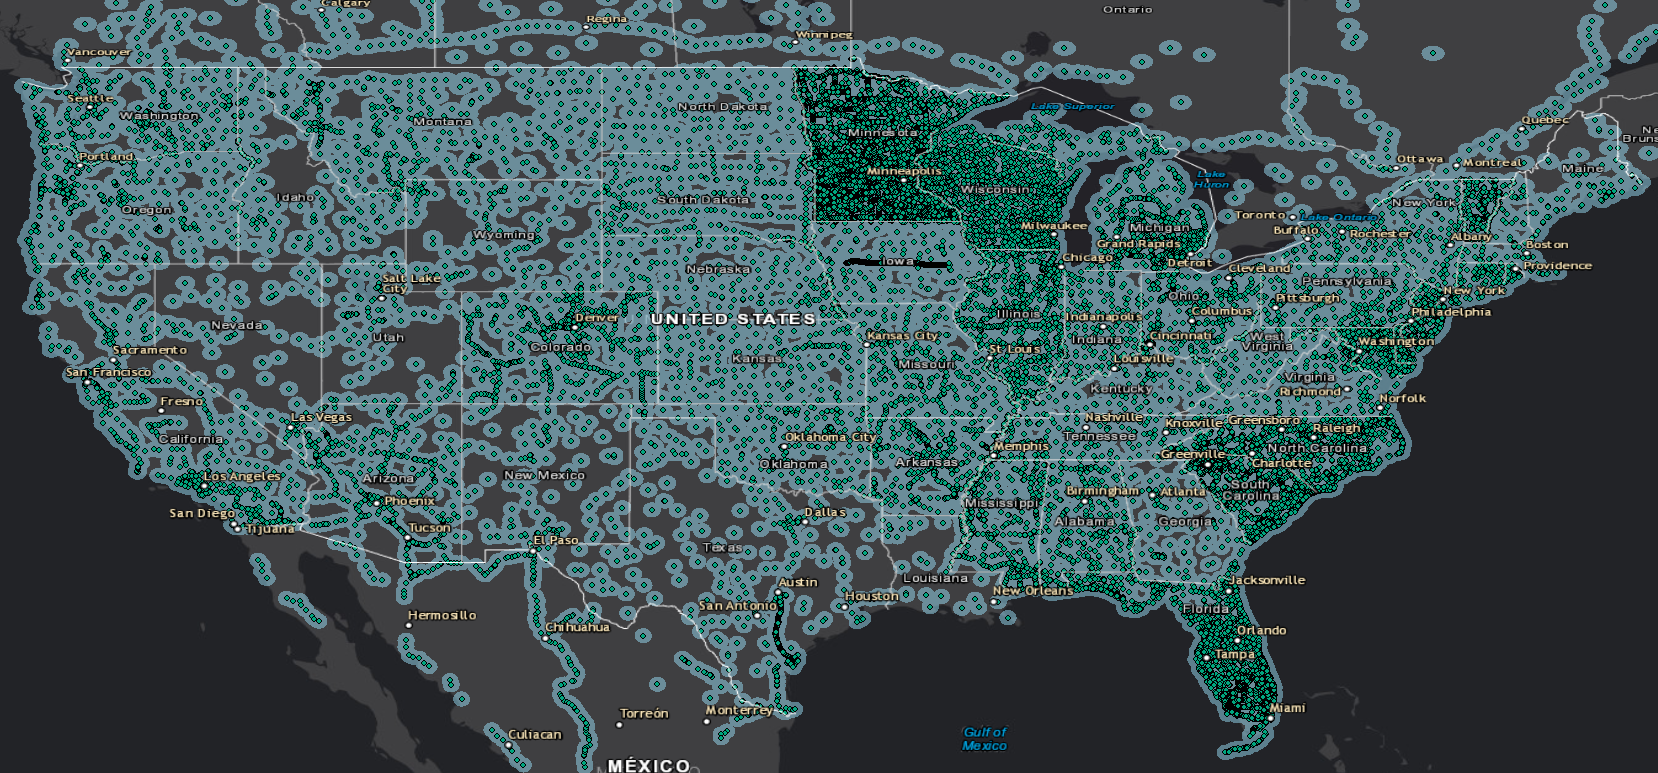 Calgary
Regina
Winnipeg
Ontario
Vancouver
Seattle
Washington
Montana
North Dakota
Minnesota
Lake Superior
Quebec
Portland
Minneapolis
Wisconsin
Lake
Huron
Ottawa
Montreal
Maine
Oregon
Idaho
South Dakota
Wyoming
Milwaukee
Michigan
Grand Rapids
Toronto
Lake Ontario
New York
Buffalo
Rochester
Albany
Boston
Salt Lake
City
Nebraska
Iowa
Chicago
Detroit
Cleveland
Providence
Pennsylvania
Nevada
Utah
Denver
UNITED STATES
Illinois
Ohio
Pittsburgh
New York
Indianapolis
Columbus
Philadelphia
Sacramento
Colorado
Kansas
Kansas City
Missouri
St Louis
Indiana
Cincinnati
West
Virginia
Washington
San Francisco
Louisville
Kentucky
Virginia
Richmond
Norfolk
Fresno
Las Vegas
California
Nashville
Tennessee
Knoxville
Greensboro
Raleigh
North Carolina
Oklahoma City
Oklahoma
Arkansas
Memphis
Greenville
Charlotte
Los Angeles
Arizona
New Mexico
South
Carolina
Phoenix
Mississippi
Birmingham
Atlanta
San Diego
Tijuana
Tucson
Dallas
Alabama
Georgia
El Paso
Texas
Austin
Louisiana
Jacksonville
San Antonio
Houston
New Orleans
Florida
Hermosillo
Chihuahua
Orlando
Tampa
Torreón
Monterrey
Miami
Culiacan
Gulf of
Mexico
MÉXICO